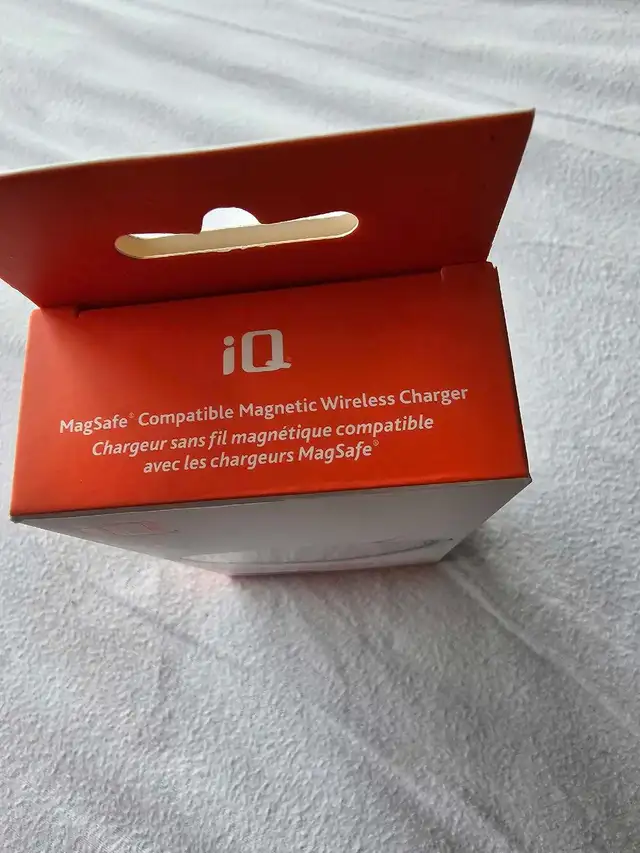 iQ
MagSafe® Compatible Magnetic Wireless Charger
Chargeur sans fil magnétique compatible
avec les chargeurs MagSafe®